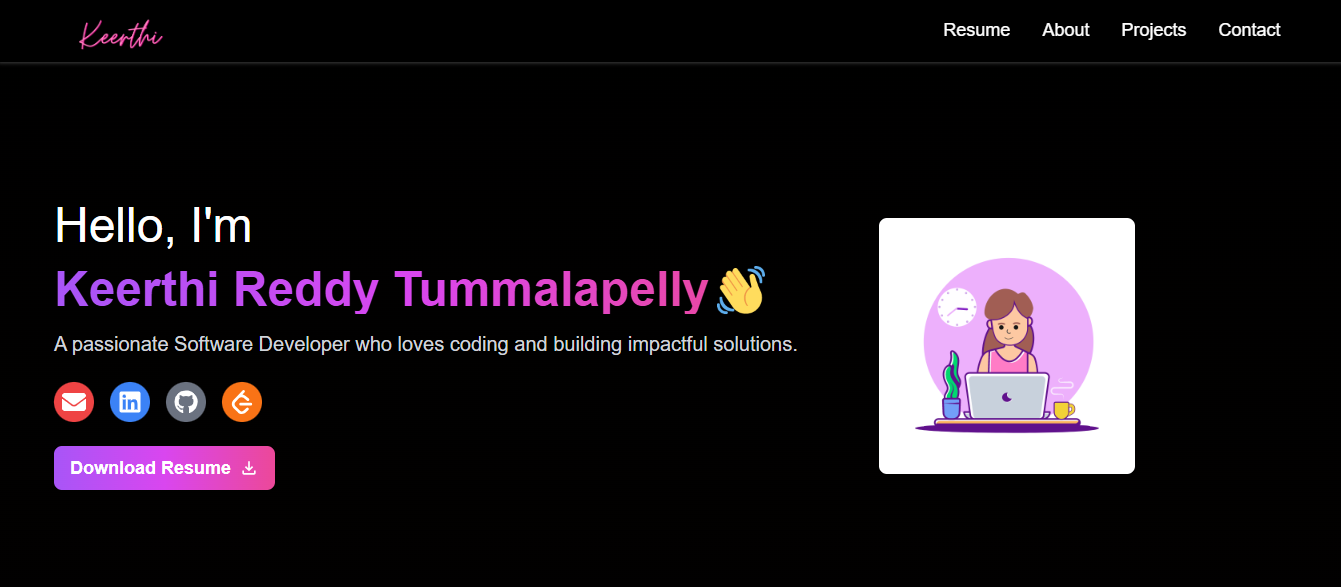 Keerthi
Resume About Projects Contact
Hello, I'm
Keerthi Reddy Tummalapelly👋
A passionate Software Developer who loves coding and building impactful solutions.
in
Download Resume